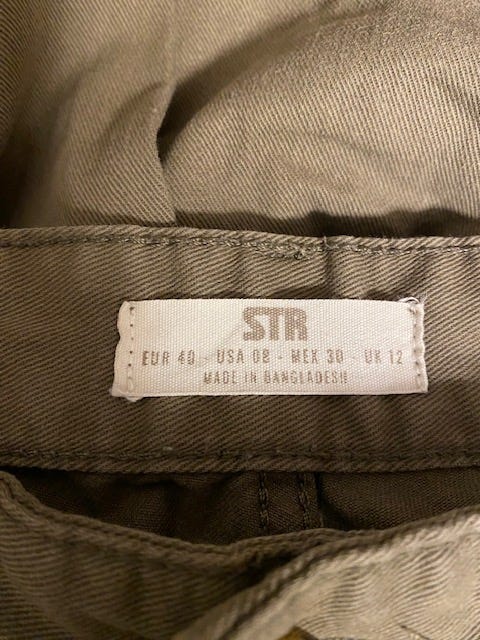 STR
EUR 40 - USA 08 - MEX 30 - UK 12
MADE IN BANGLADESH